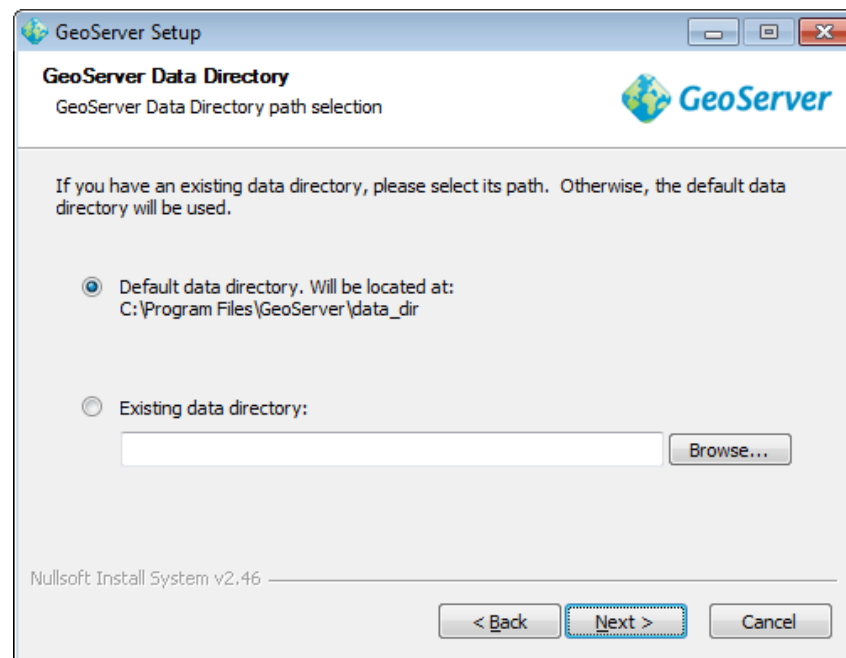 GeoServer Setup
GeoServer Data Directory
GeoServer Data Directory path selection
GeoServer
If you have an existing data directory, please select its path.  Otherwise, the default data
directory will be used.
Default data directory. Will be located at:
C:\Program Files\GeoServer\data_dir
Existing data directory:
Browse...
Nullsoft Install System v2.46
< Back
Next >
Cancel